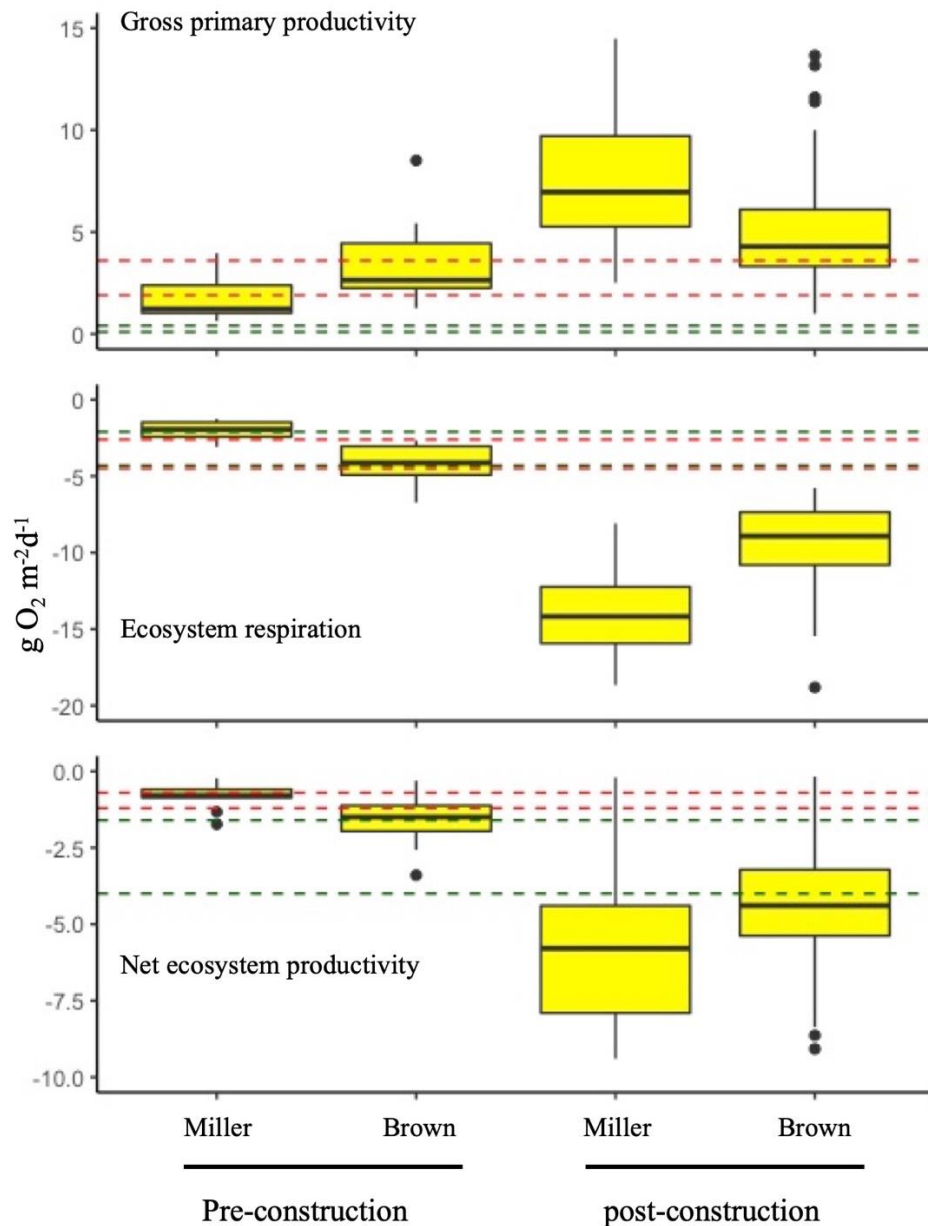 Gross primary productivity
15
10
5
0
0
-5
-10
-15
-20
Ecosystem respiration
g O₂ m⁻²d⁻¹
0.0
-2.5
-5.0
-7.5
-10.0
Net ecosystem productivity
Miller Brown Miller Brown
Pre-construction post-construction